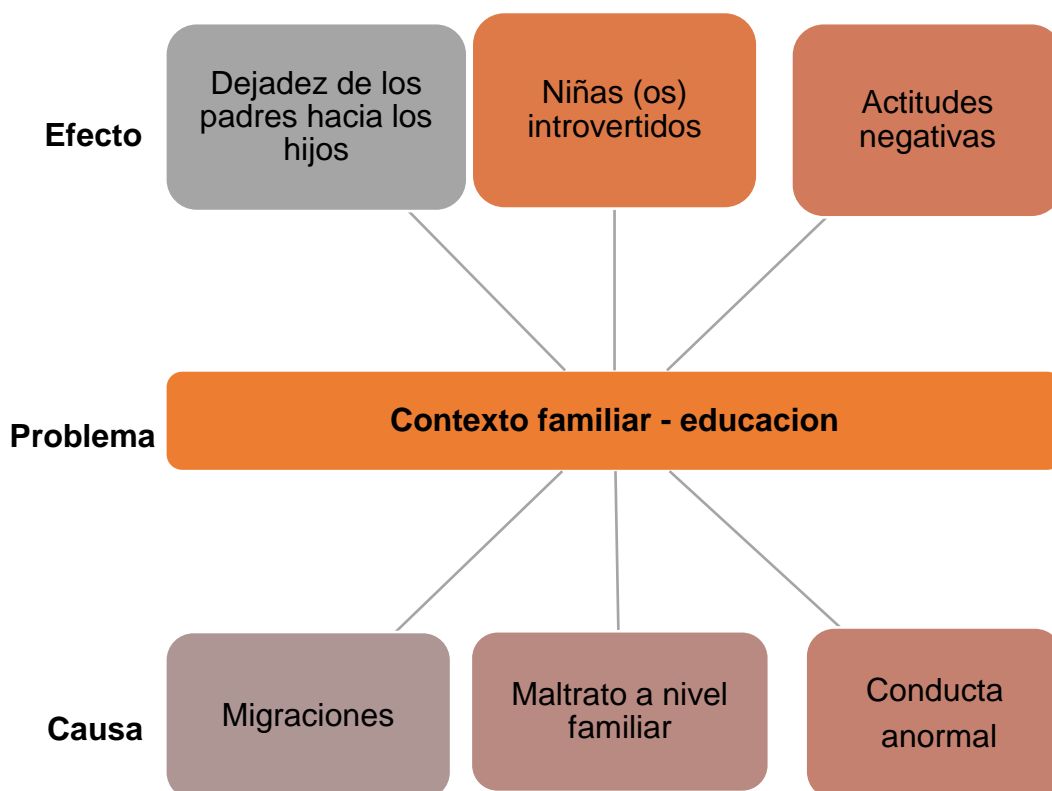 Efecto
Dejadez de los
padres hacia los
hijos
Niñas (os)
introvertidos
Actitudes
negativas
Problema
Contexto familiar - educacion
Causa
Migraciones
Maltrato a nivel
familiar
Conducta
anormal